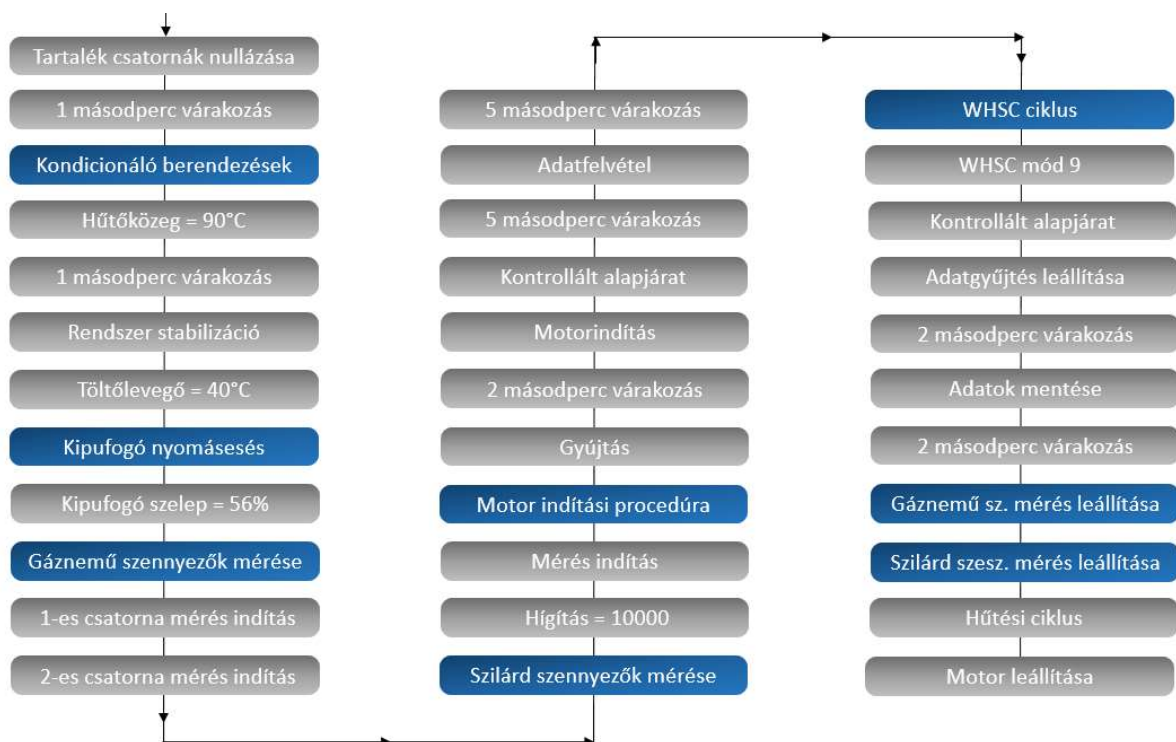 Tartalék csatornák nullázása
1 másodperc várakozás
Kondicionáló berendezések
Hűtőközeg = 90°C
1 másodperc várakozás
Rendszer stabilizáció
Töltőlevegő = 40°C
Kipufogó nyomásesés
Kipufogó szelep = 56%
Gáznemű szennyezők mérése
1-es csatorna mérés indítás
2-es csatorna mérés indítás
5 másodperc várakozás
Adatfelvétel
5 másodperc várakozás
Kontrollált alapjárat
Motorindítás
2 másodperc várakozás
Gyújtás
Motor indítási procedúra
Mérés indítás
Hígítás = 10000
Szilárd szennyezők mérése
WHSC ciklus
WHSC mód 9
Kontrollált alapjárat
Adatgyűjtés leállítása
2 másodperc várakozás
Adatok mentése
2 másodperc várakozás
Gáznemű sz. mérés leállítása
Szilárd szesz. mérés leállítása
Hűtési ciklus
Motor leállítása